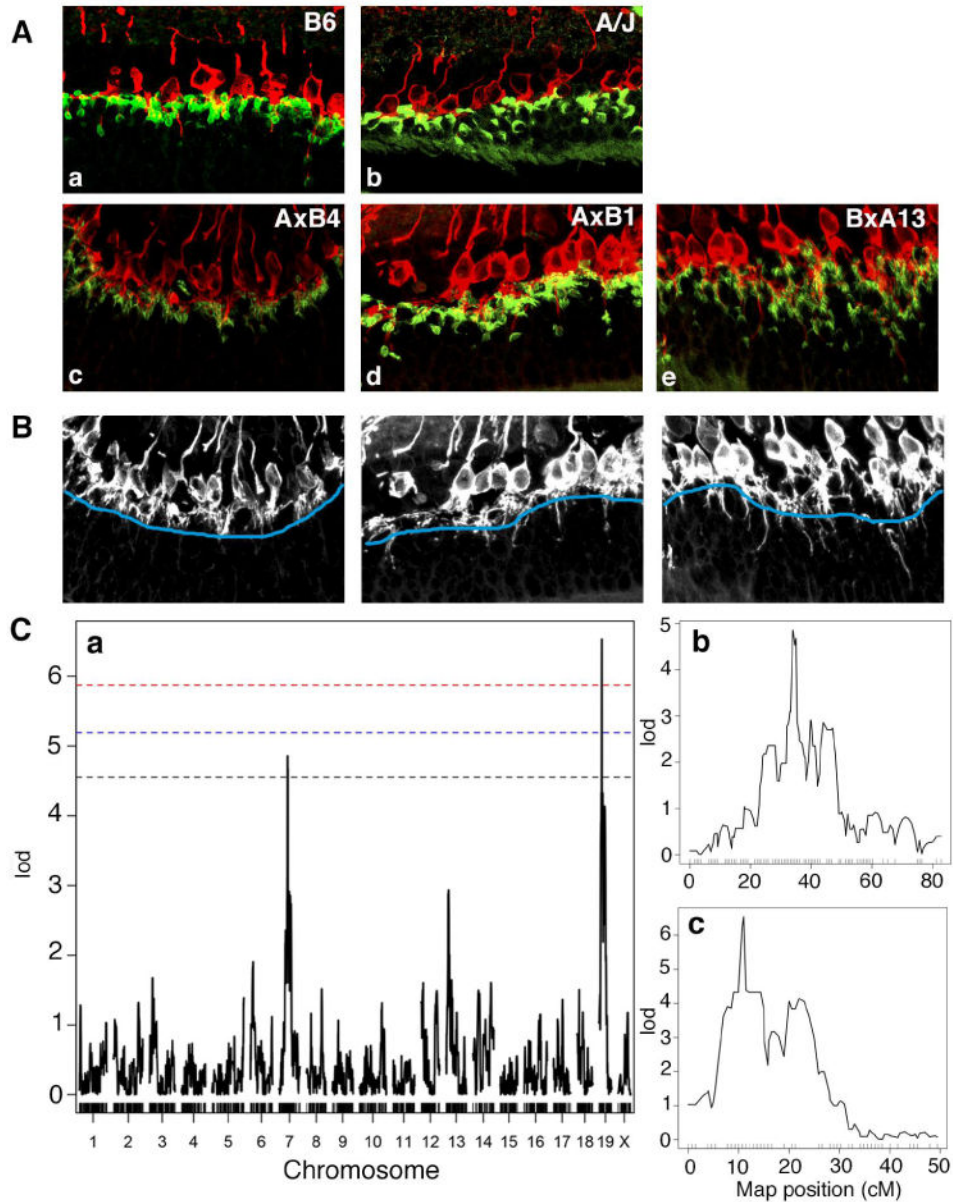 A
B6
A/J
a
b
AxB4
AxB1
BxA13
c
d
e
B
C
a
6
5
4
3
2
1
0
lod
1 2 3 4 5 6 7 8 9 10 11 12 13 14 15 16 17 18 19 X
Chromosome
b
5
4
3
2
1
0
lod
0 20 40 60 80
c
6
5
4
3
2
1
0
lod
0 10 20 30 40 50
Map position (cM)